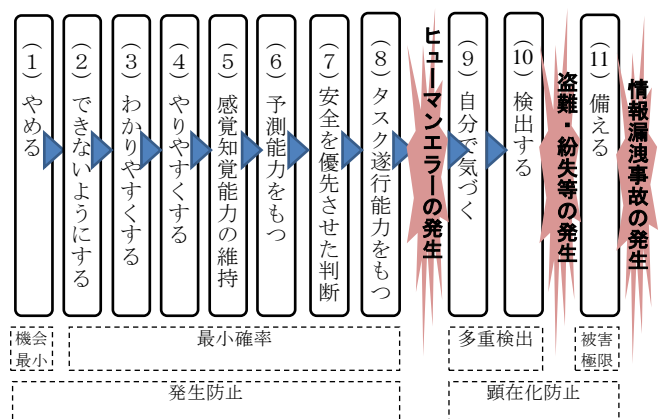 （１）やめる
（２）できないようにする
（３）わかりやすくする
（４）やりやすくする
（５）感覚知覚能力の維持
（６）予測能力をもつ
（７）安全を優先させた判断
（８）タスク遂行能力をもつ
ヒューマンエラーの発生
（９）自分で気づく
（10）検出する
盗難・紛失等の発生
（11）備える
情報漏洩事故の発生
機会
最小
最小確率
多重検出
被害
極限
発生防止
顕在化防止